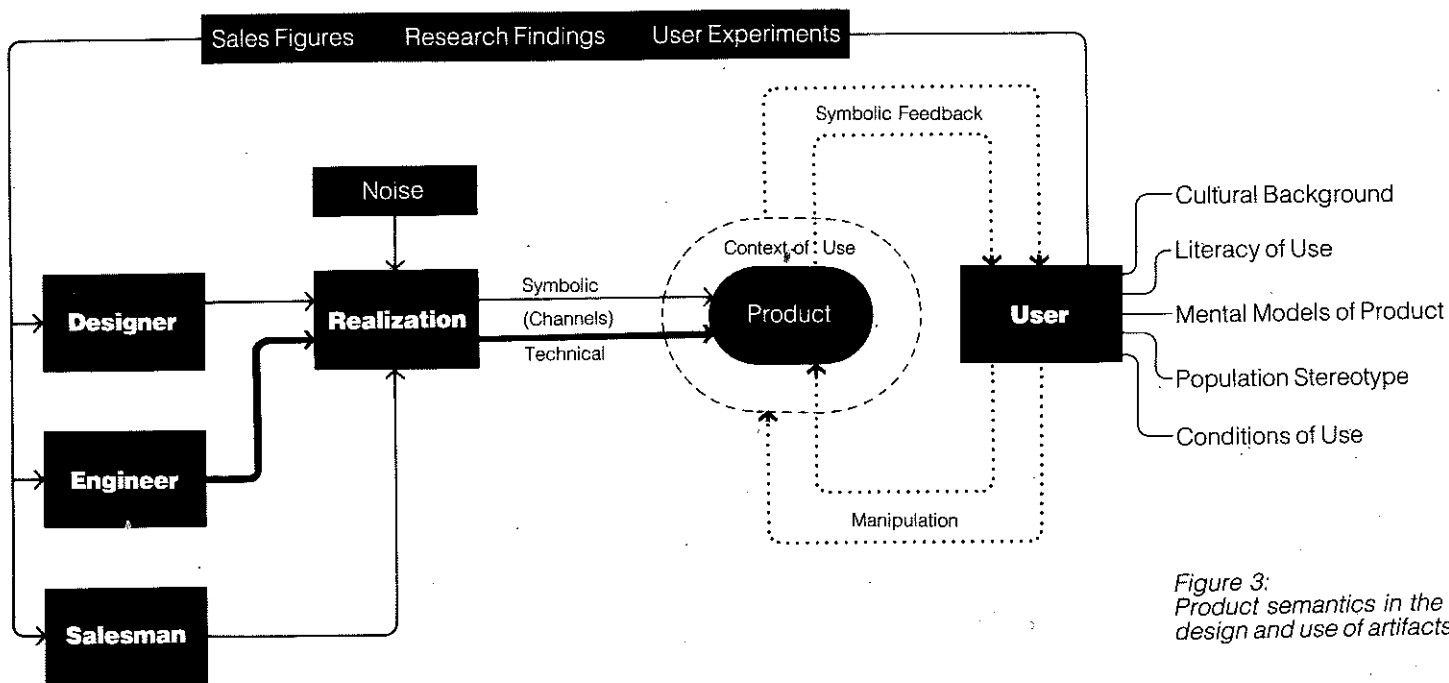 Sales Figures Research Findings User Experiments
Symbolic Feedback
Noise
Cultural Background
Context of Use
Literacy of Use
Designer
Realization
Symbolic
(Channels)
Technical
Product
User
Mental Models of Product
Population Stereotype
Engineer
Conditions of Use
Manipulation
Salesman
Figure 3:
Product semantics in the
design and use of artifacts